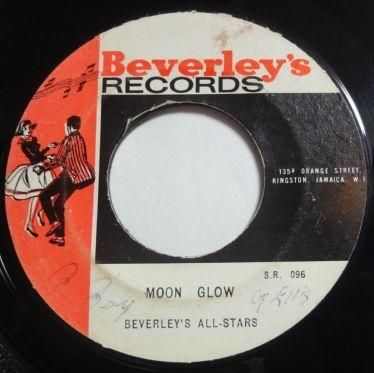 Beverley's
RECORDS
135ª ORANGE STREET,
KINGSTON, JAMAICA, W.I
S.R. 096
MOON GLOW
BEVERLEY'S ALL-STARS